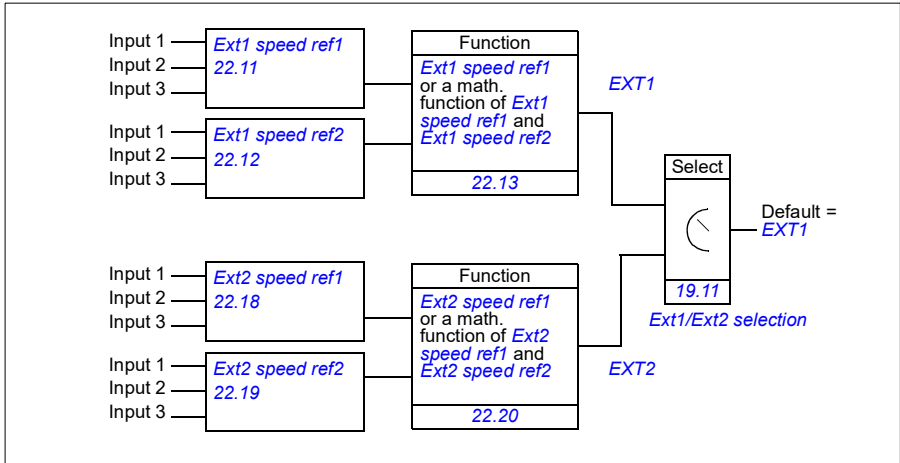 Input 1
Input 2
Input 3
Ext1 speed ref1
22.11
Input 1
Input 2
Input 3
Ext1 speed ref2
22.12
Function
Ext1 speed ref1
or a math.
function of Ext1
speed ref1 and
Ext1 speed ref2
22.13
EXT1
Input 1
Input 2
Input 3
Ext2 speed ref1
22.18
Input 1
Input 2
Input 3
Ext2 speed ref2
22.19
Function
Ext2 speed ref1
or a math.
function of Ext2
speed ref1 and
Ext2 speed ref2
22.20
EXT2
Select
19.11
Ext1/Ext2 selection
Default =
EXT1